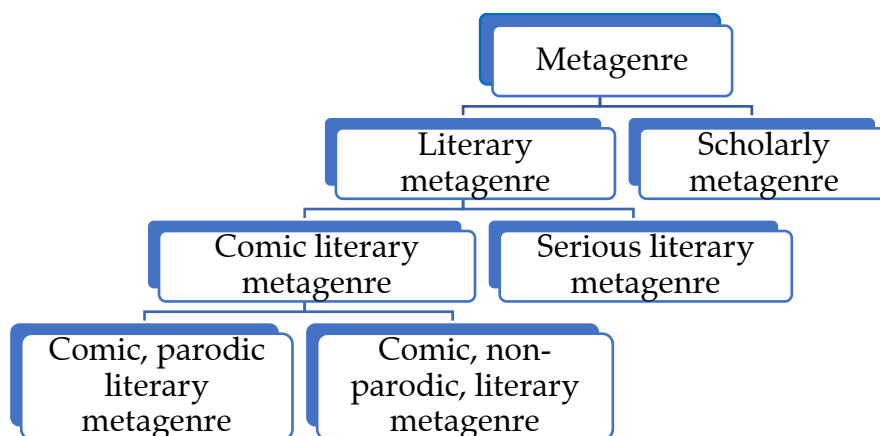 Metagenre
Literary
metagenre
Scholarly
metagenre
Comic literary
metagenre
Serious literary
metagenre
Comic, parodic
literary
metagenre
Comic, non-
parodic, literary
metagenre